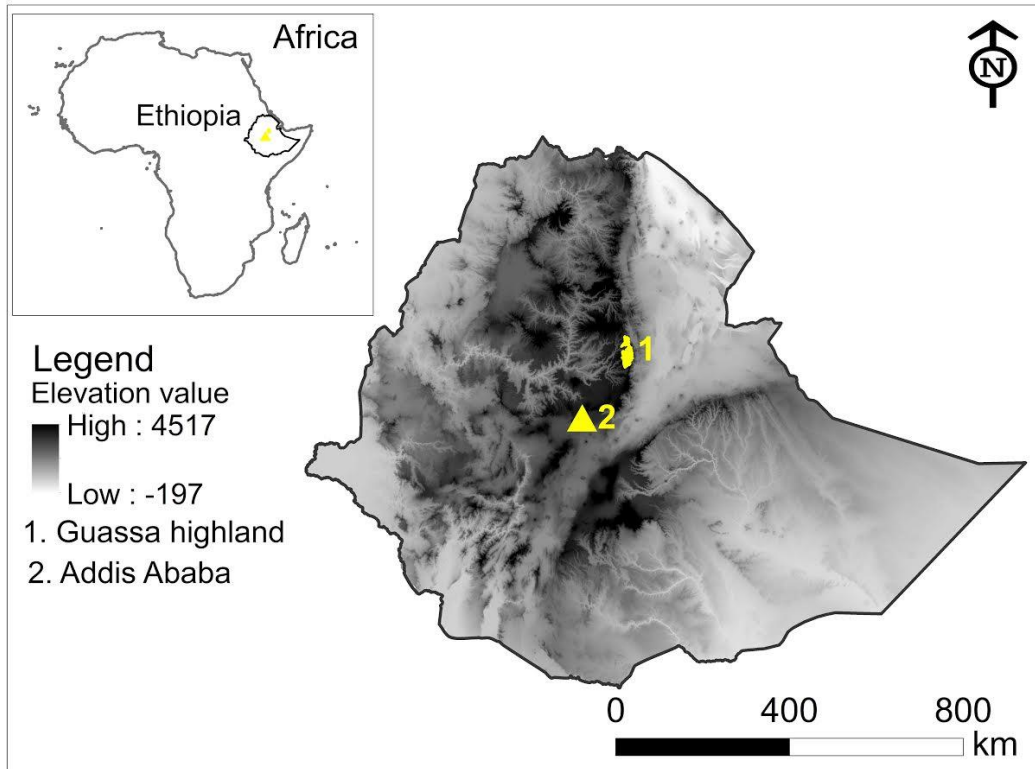 Africa
Ethiopia
N
1
2
Legend
Elevation value
High : 4517
Low : -197
1. Guassa highland
2. Addis Ababa
0 400 800
km